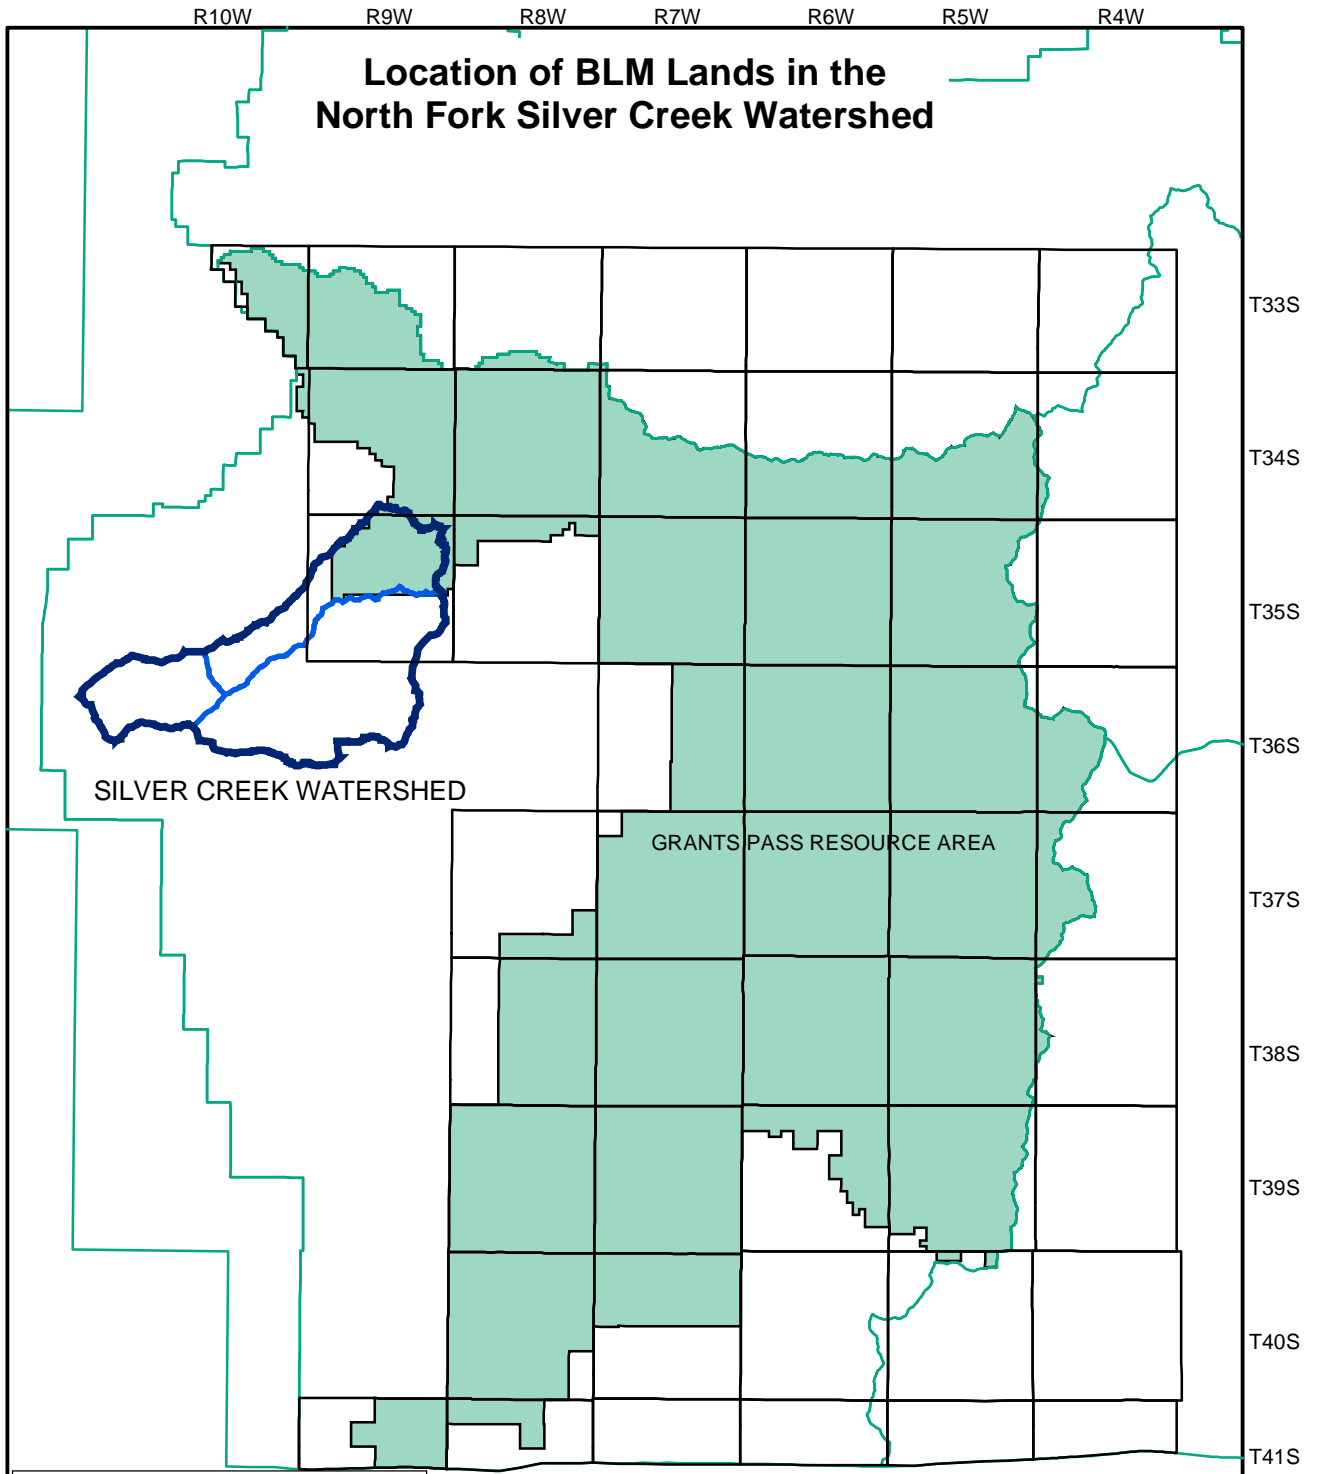 R10W R9W R8W R7W R6W R5W R4W
Location of BLM Lands in the
North Fork Silver Creek Watershed
T33S
T34S
T35S
T36S
SILVER CREEK WATERSHED
GRANTS PASS RESOURCE AREA
T37S
T38S
T39S
T40S
T41S